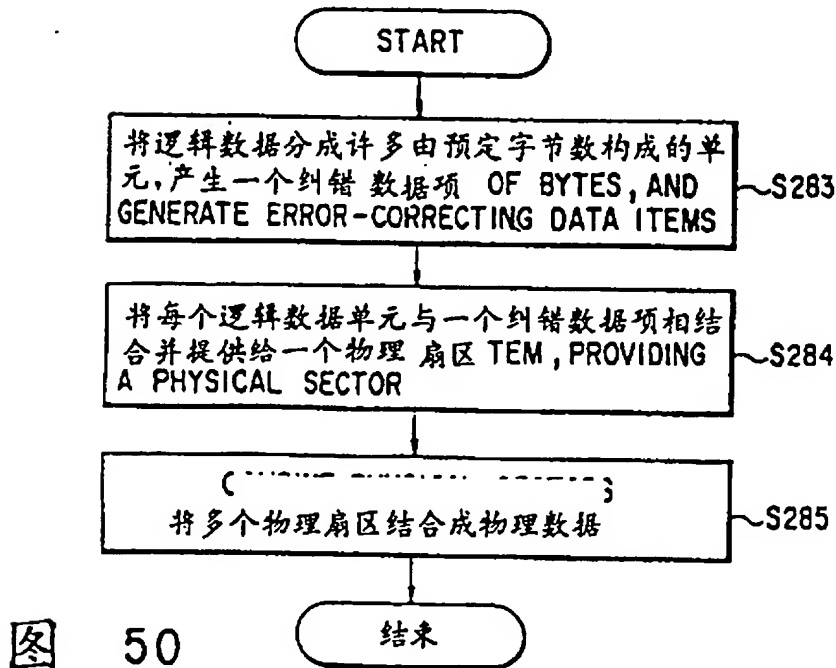 START
将逻辑数据分成许多由预定字节数构成的单
元,产生一个纠错数据项 OF BYTES, AND
GENERATE ERROR-CORRECTING DATA ITEMS
S283
将每个逻辑数据单元与一个纠错数据项相结
合并提供给一个物理扇区 TEM, PROVIDING
A PHYSICAL SECTOR
S284
将多个物理扇区结合成物理数据
S285
结束
图 50